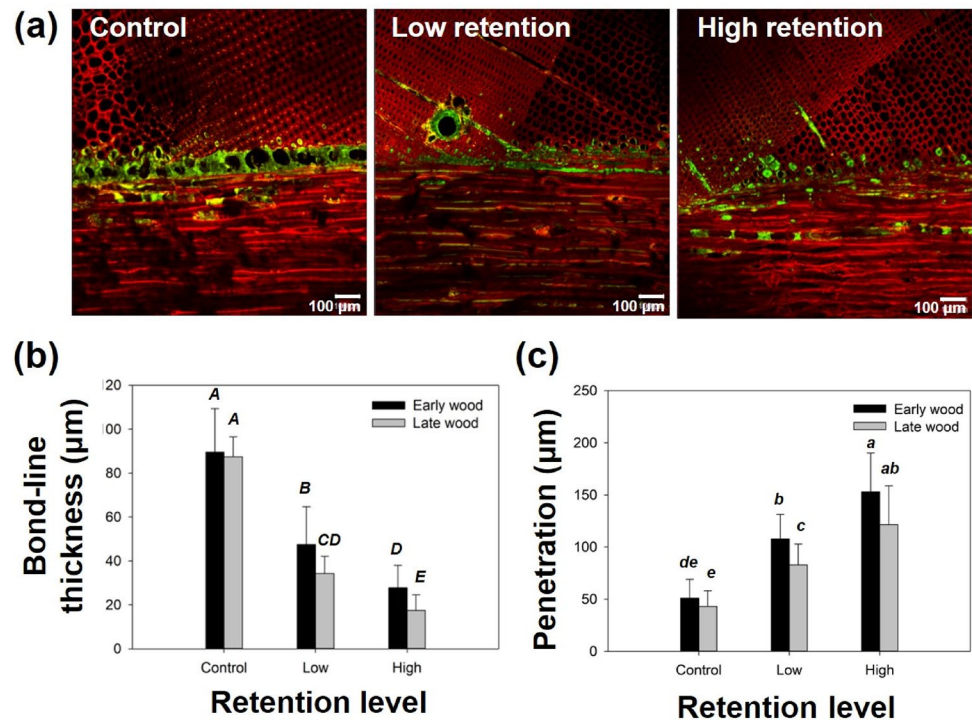 (a)
Control
Low retention
High retention
100 µm
100 µm
100 µm
(b)
Bond-line
thickness (µm)
20
00
80
60
40
20
0
A
A
B
CD
D
E
Early wood
Late wood
Control
Low
High
Retention level
(c)
Penetration (µm)
250
200
150
100
50
0
de
e
b
c
a
ab
Early wood
Late wood
Control
Low
High
Retention level